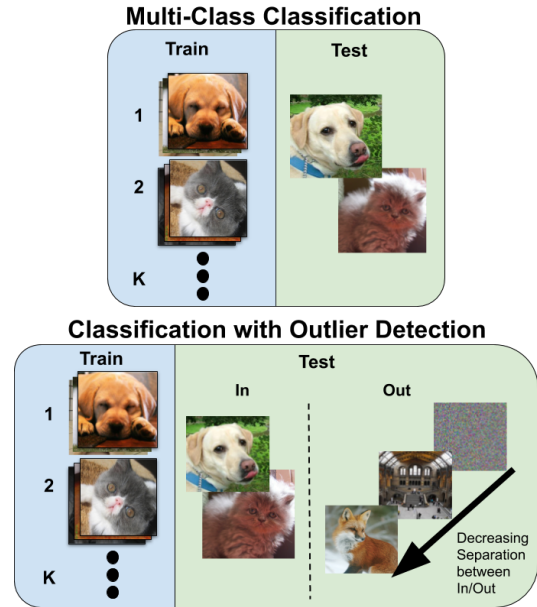 Multi-Class Classification
Train
Test
1
2
K
Classification with Outlier Detection
Train
Test
In
Out
1
2
K
Decreasing
Separation
between
In/Out